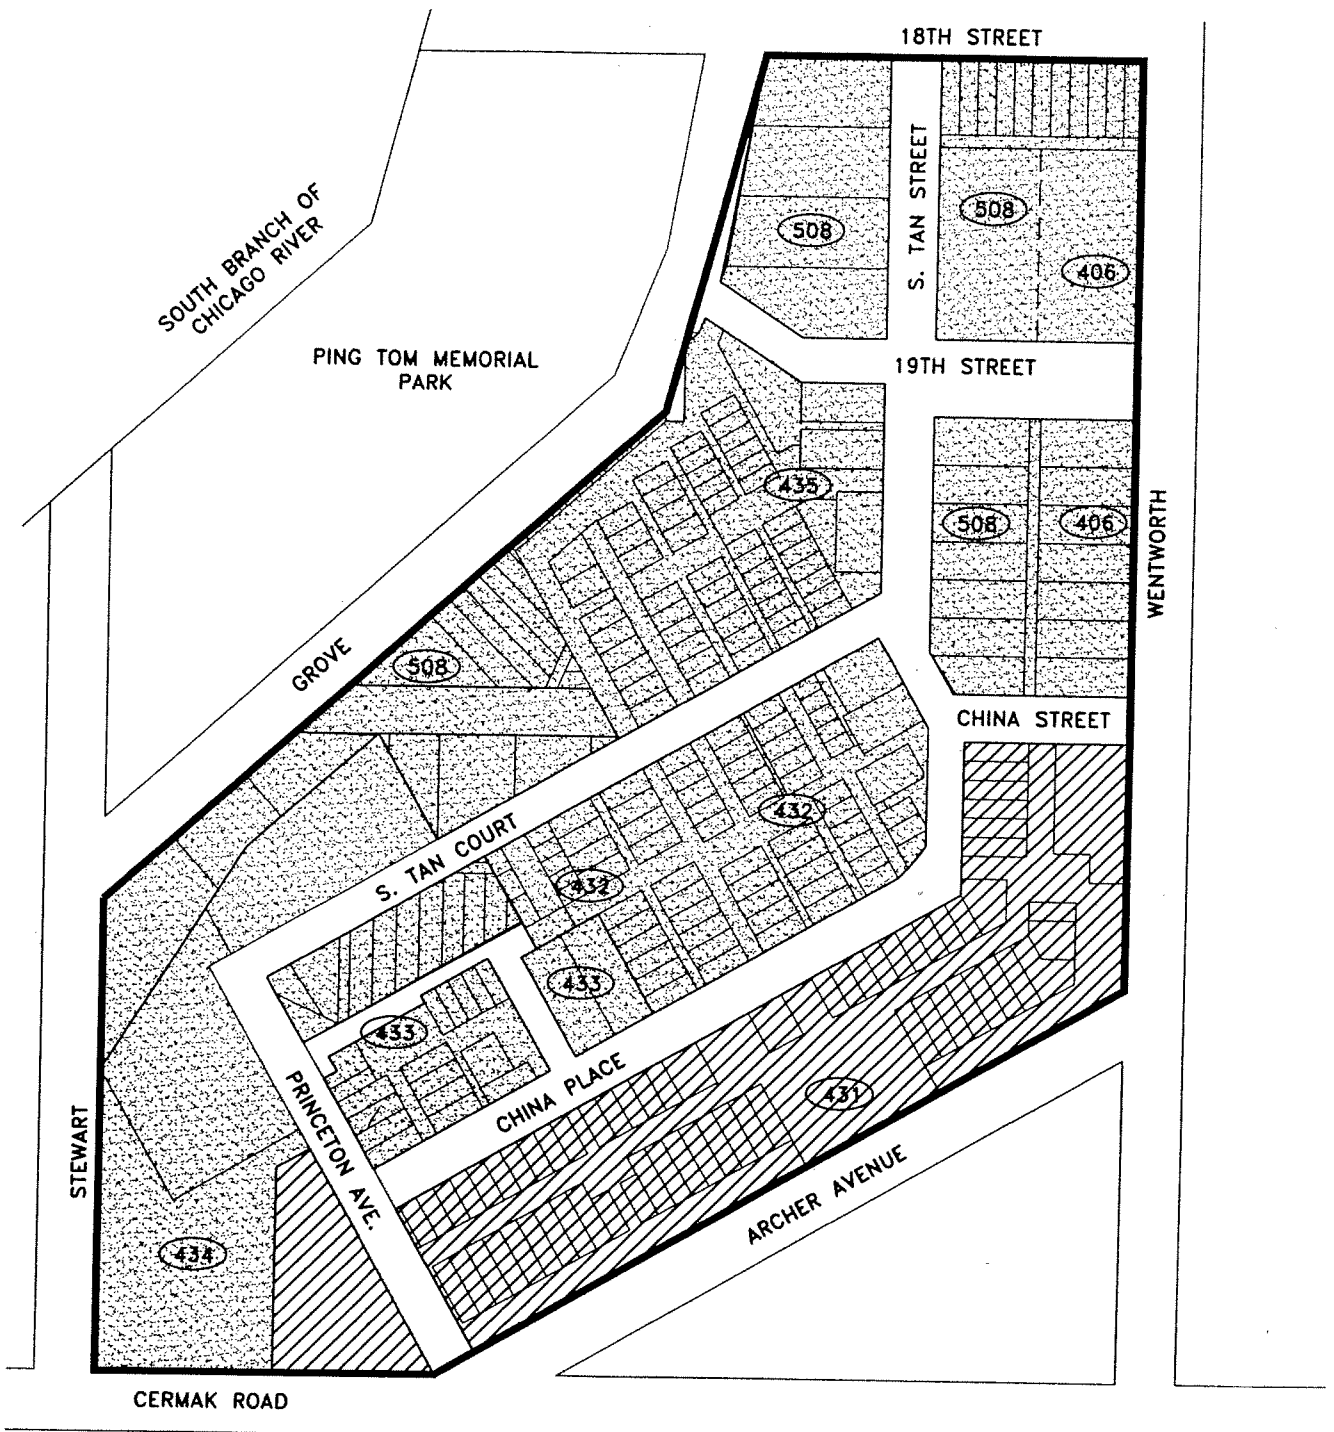 18TH STREET
S. TAN STREET
SOUTH BRANCH OF
CHICAGO RIVER
508
508
406
PING TOM MEMORIAL
PARK
19TH STREET
435
508
406
WENTWORTH
GROVE
508
CHINA STREET
432
S. TAN COURT
432
433
433
CHINA PLACE
431
PRINCETON AVE.
STEWART
ARCHER AVENUE
434
CERMAK ROAD